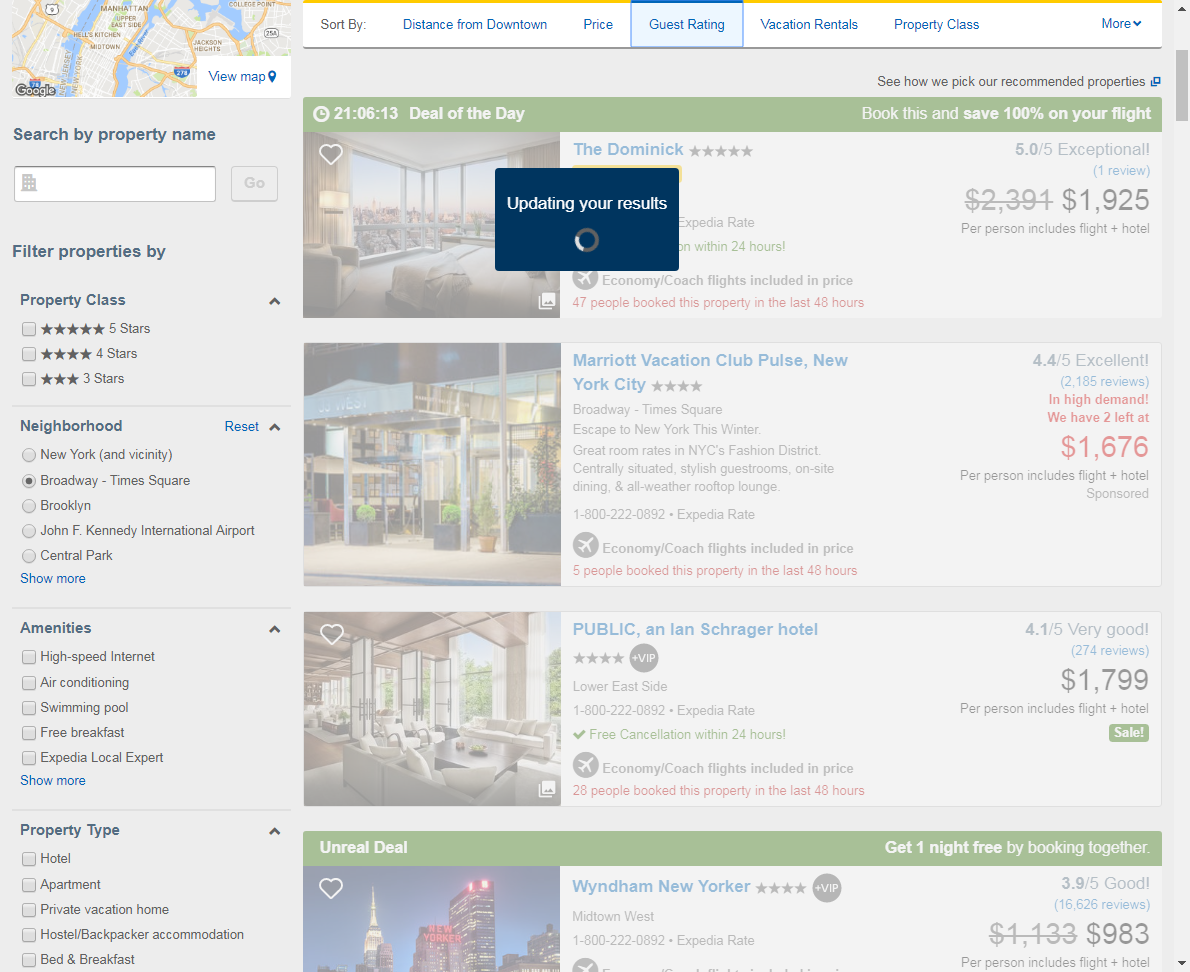 MANHATTAN
COLLEGE POINT
UPPER EAST SIDE
9
HELL'S KITCHEN
MIDTOWN
East River
25A
JACKSON HEIGHTS
278
78
NEW JERSEY
NEW YORK
Google
View map
Search by property name
Go
Filter properties by
Property Class
5 Stars
4 Stars
3 Stars
Neighborhood Reset
New York (and vicinity)
Broadway - Times Square
Brooklyn
John F. Kennedy International Airport
Central Park
Show more
Amenities
High-speed Internet
Air conditioning
Swimming pool
Free breakfast
Expedia Local Expert
Show more
Property Type
Hotel
Apartment
Private vacation home
Hostel/Backpacker accommodation
Bed & Breakfast
Sort By: Distance from Downtown Price Guest Rating Vacation Rentals Property Class More
See how we pick our recommended properties
21:06:13 Deal of the Day Book this and save 100% on your flight
The Dominick
5.0/5 Exceptional!
(1 review)
$2,391 $1,925
Per person includes flight + hotel
Updating your results
Expedia Rate
on within 24 hours!
Economy/Coach flights included in price
47 people booked this property in the last 48 hours
Marriott Vacation Club Pulse, New
York City
Broadway - Times Square
Escape to New York This Winter.
Great room rates in NYC's Fashion District.
Centrally situated, stylish guestrooms, on-site
dining, & all-weather rooftop lounge.
1-800-222-0892 • Expedia Rate
Economy/Coach flights included in price
5 people booked this property in the last 48 hours
4.4/5 Excellent!
(2,185 reviews)
In high demand!
We have 2 left at
$1,676
Per person includes flight + hotel
Sponsored
PUBLIC, an Ian Schrager hotel
+VIP
Lower East Side
1-800-222-0892 • Expedia Rate
Free Cancellation within 24 hours!
Economy/Coach flights included in price
28 people booked this property in the last 48 hours
4.1/5 Very good!
(274 reviews)
$1,799
Per person includes flight + hotel
Sale!
Unreal Deal Get 1 night free by booking together.
NEW
YORKER
Wyndham New Yorker +VIP
Midtown West
1-800-222-0892 • Expedia Rate
3.9/5 Good!
(16,626 reviews)
$1,133 $983
Per person includes flight + hotel